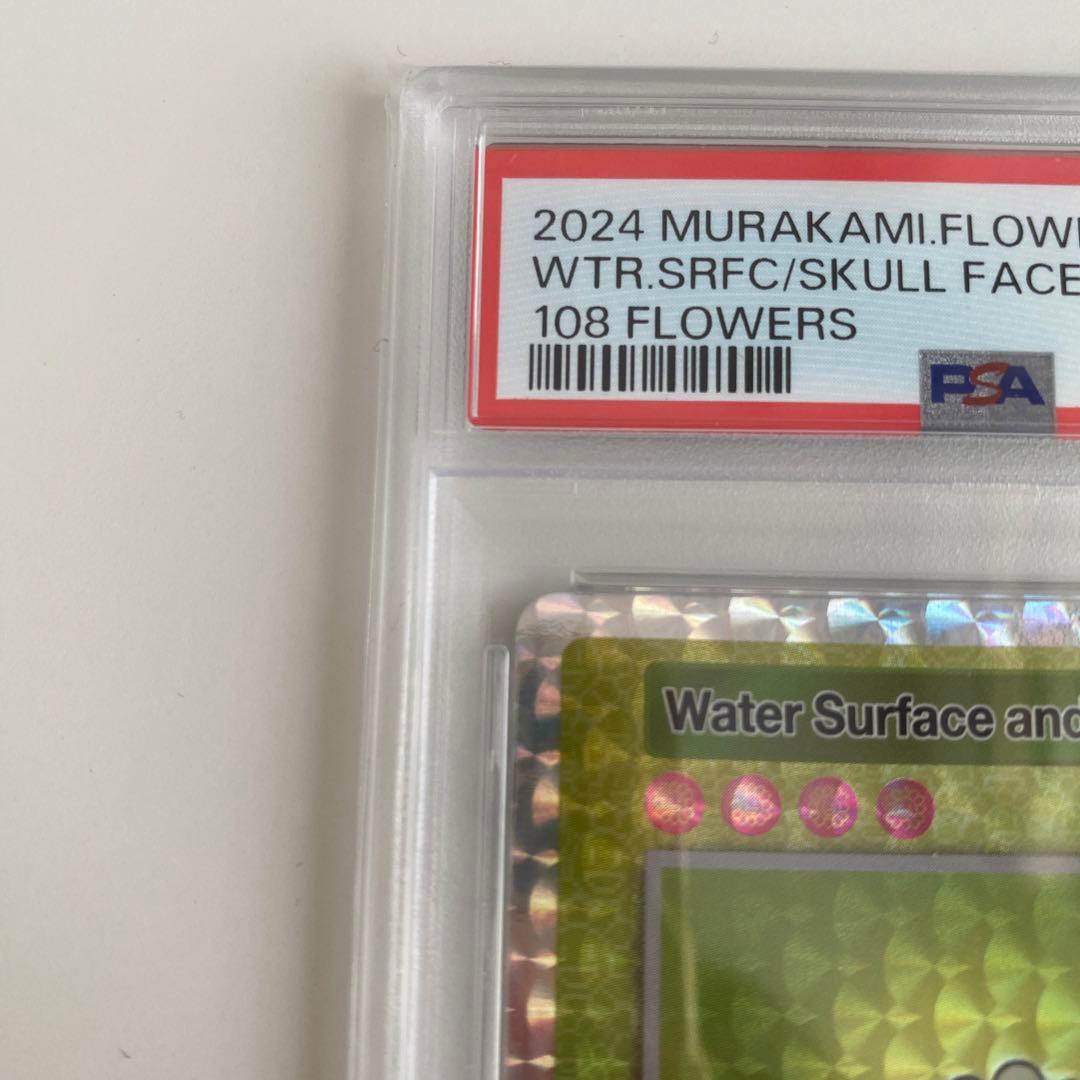 2024 MURAKAMI.FLOW
WTR.SRFC/SKULL FACE
108 FLOWERS
PSA
Water Surface and